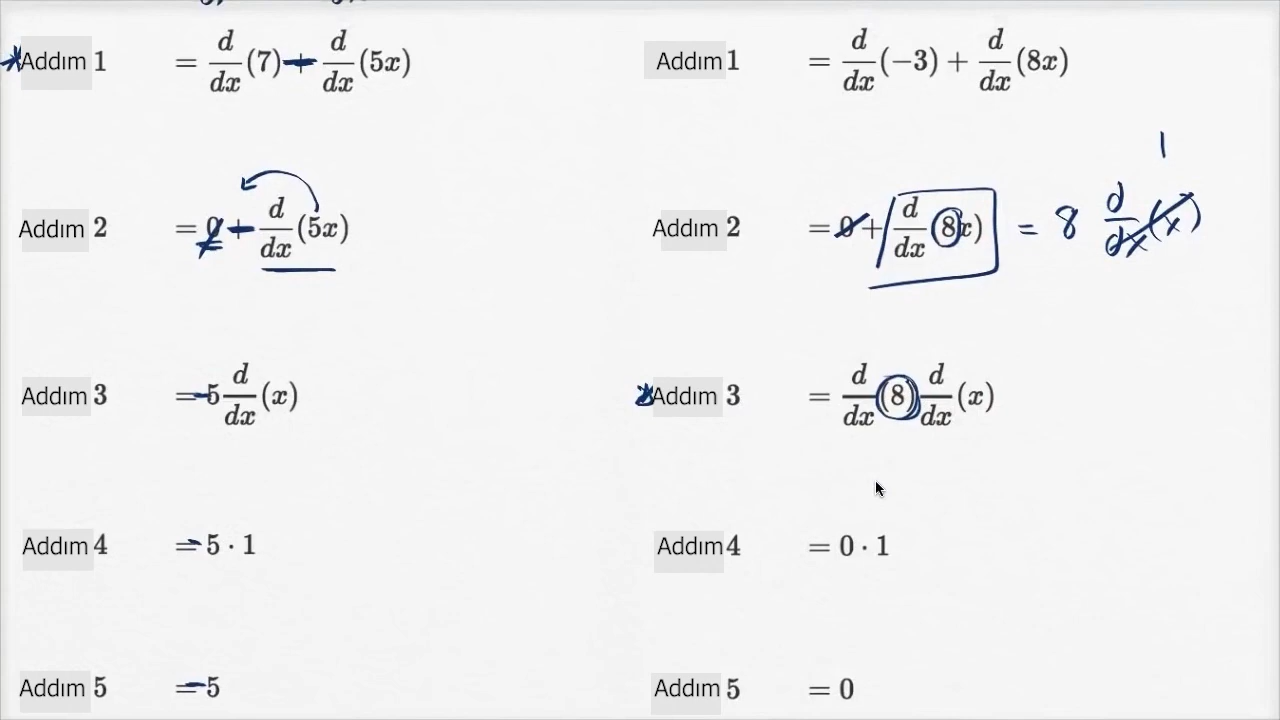 Addım 1 = d/dx (7) − d/dx (5x)
Addım 2 = 0 − d/dx (5x)
Addım 3 = −5 d/dx (x)
Addım 4 = −5 · 1
Addım 5 = −5
Addım 1 = d/dx (−3) + d/dx (8x)
1
Addım 2 = 0 + d/dx (8x) = 8 d/dx (x)
Addım 3 = d/dx (8) d/dx (x)
Addım 4 = 0 · 1
Addım 5 = 0